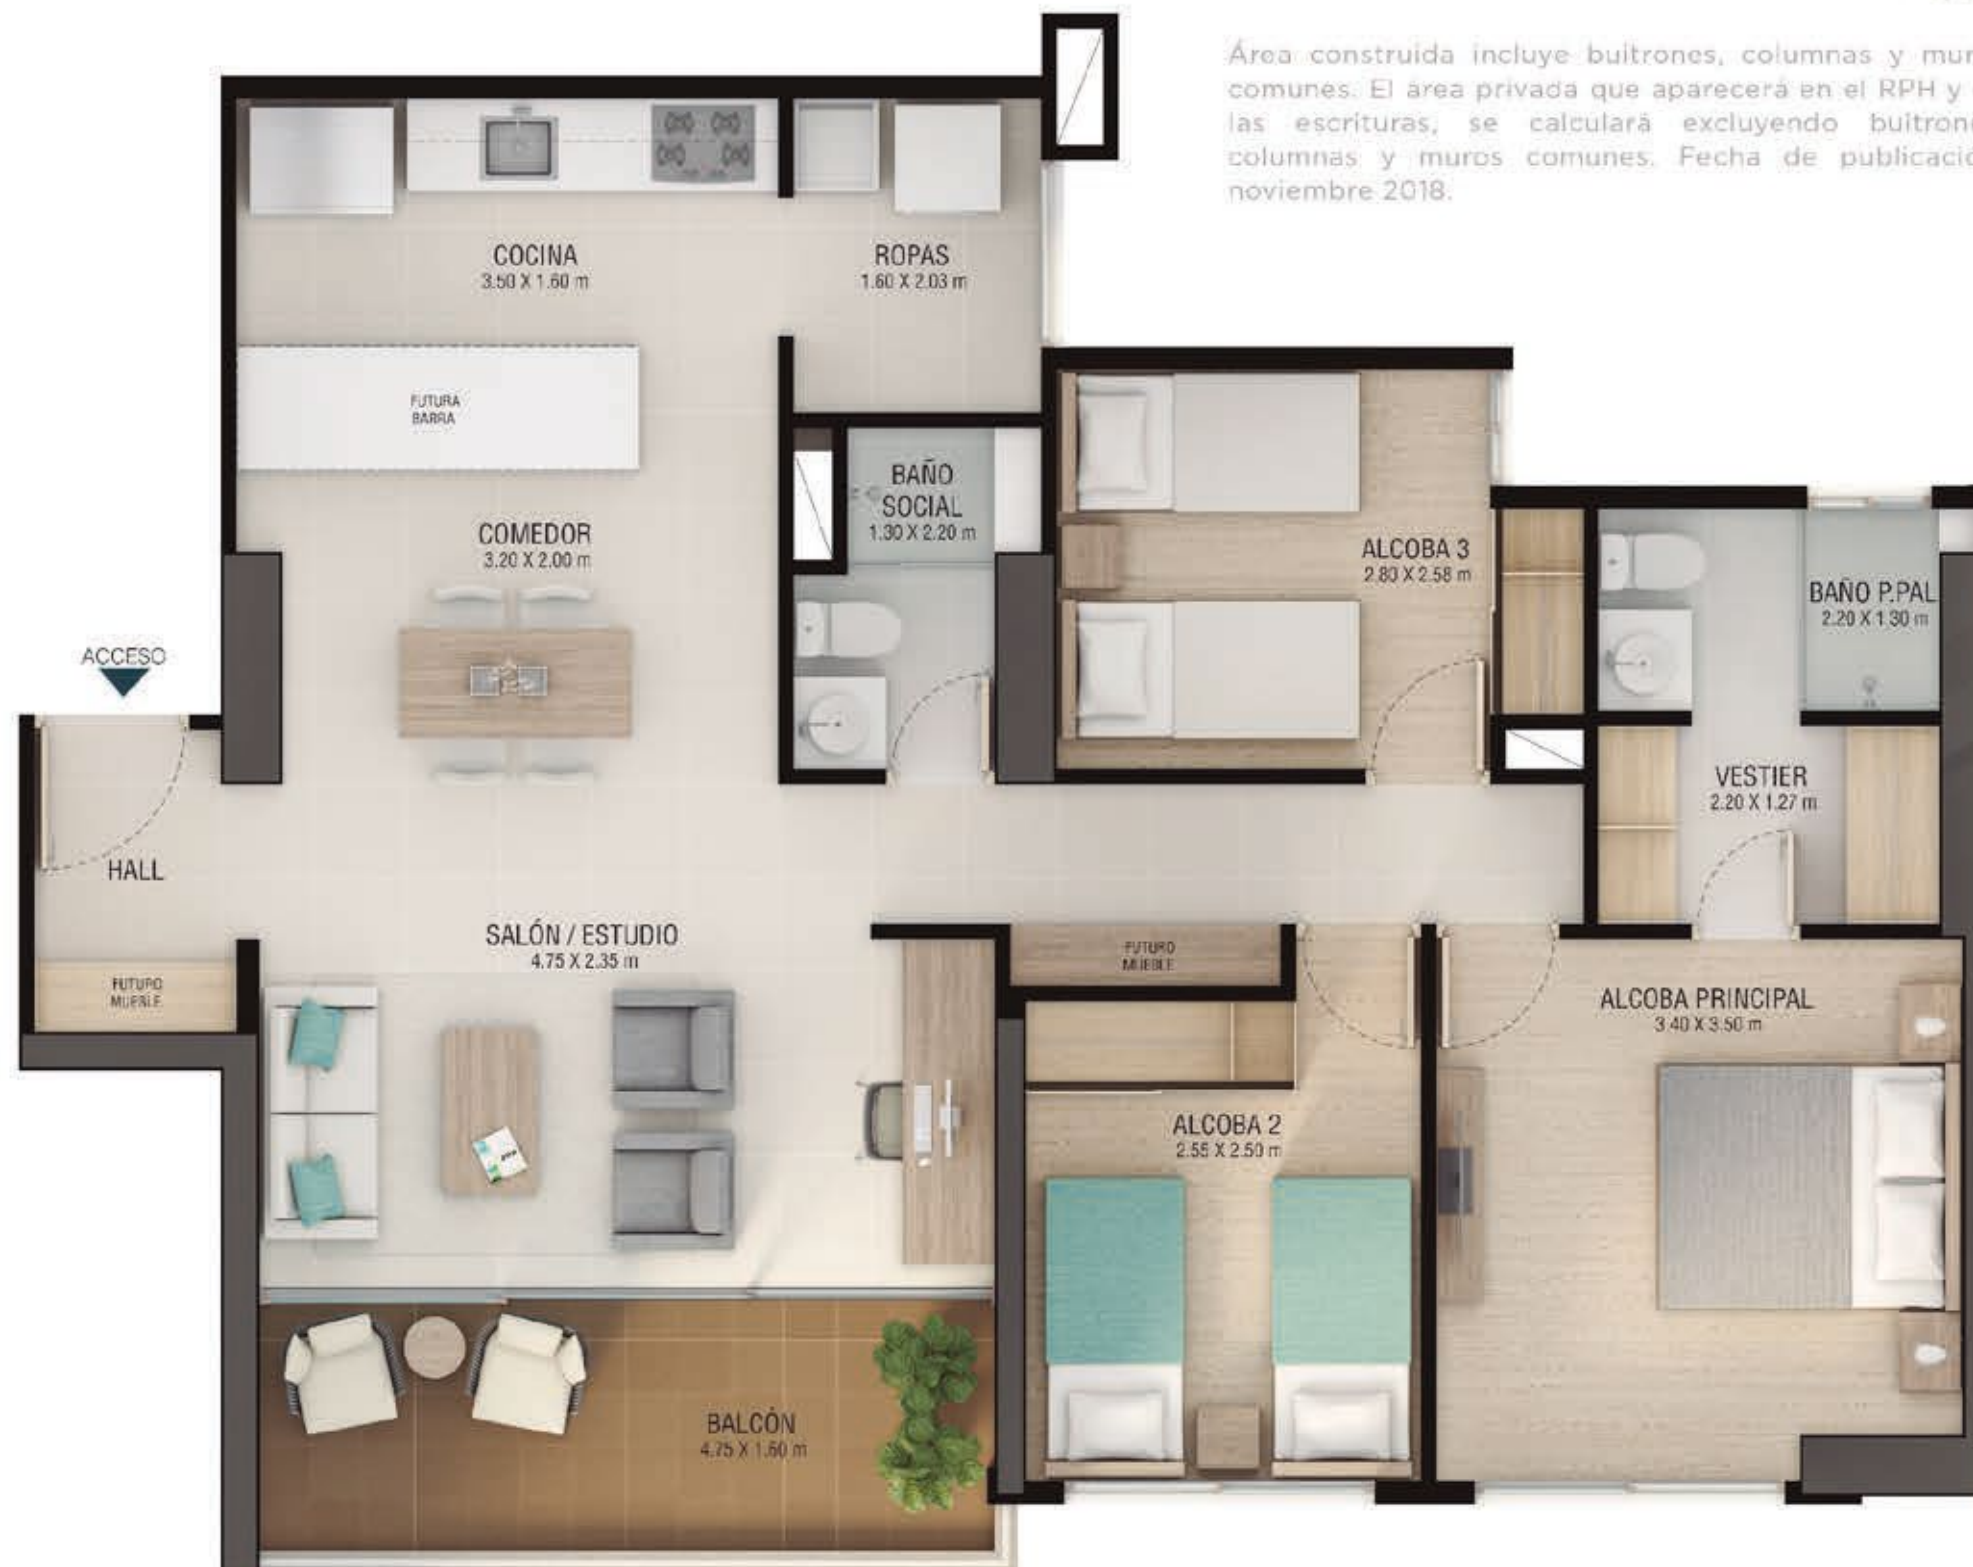 Área construida incluye buitrones, columnas y mur
comunes. El área privada que aparecerá en el RPH y
las escrituras, se calculará excluyendo buitron
columnas y muros comunes. Fecha de publicaci
noviembre 2018.
COCINA
3.50 X 1.60 m
ROPAS
1.60 X 2.03 m
FUTURA
BARRA
BAÑO
SOCIAL
1.30 X 2.20 m
COMEDOR
3.20 X 2.00 m
ALCOBA 3
2.80 X 2.58 m
BAÑO P.PAL
2.20 X 1.30 m
ACCESO
VESTIER
2.20 X 1.27 m
HALL
SALÓN / ESTUDIO
4.75 X 2.35 m
FUTURO
MUEBLE
FUTURO
MUEBLE
ALCOBA PRINCIPAL
3.40 X 3.50 m
ALCOBA 2
2.55 X 2.50 m
BALCÓN
4.75 X 1.60 m